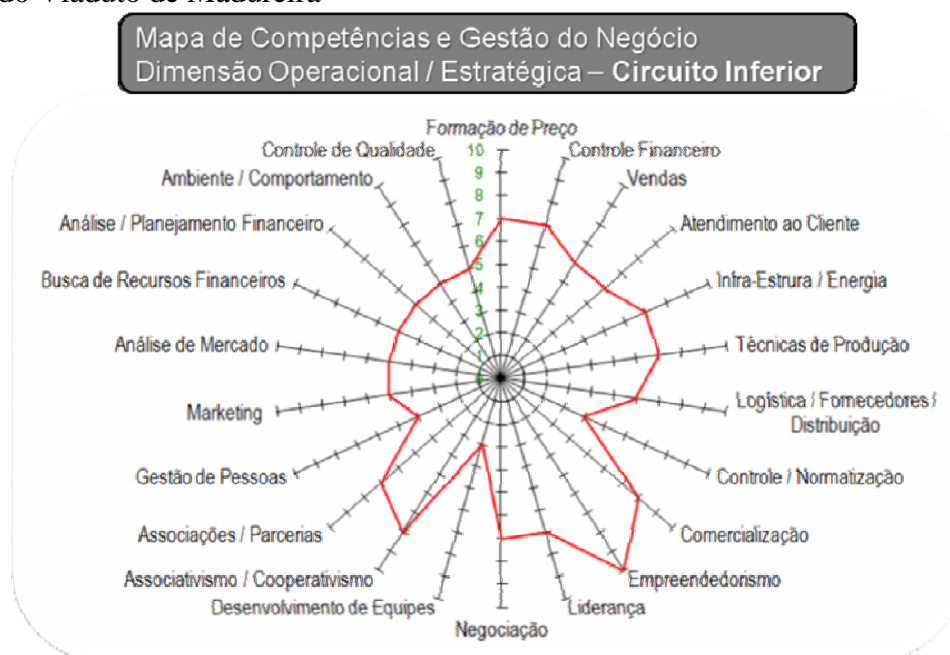 do Viaduto de Madureira
Mapa de Competências e Gestão do Negócio
Dimensão Operacional / Estratégica – Circuito Inferior
Formação de Preço
Controle de Qualidade
Controle Financeiro
Ambiente / Comportamento
Vendas
Análise / Planejamento Financeiro
Atendimento ao Cliente
Busca de Recursos Financeiros
Infra-Estrura / Energia
Análise de Mercado
Técnicas de Produção
Marketing
Logística / Fornecedores /
Distribuição
Gestão de Pessoas
Controle / Normatização
Associações / Parcerias
Comercialização
Associativismo / Cooperativismo
Empreendedorismo
Desenvolvimento de Equipes
Liderança
Negociação
10
9
8
7
6
5
4
3
2
1